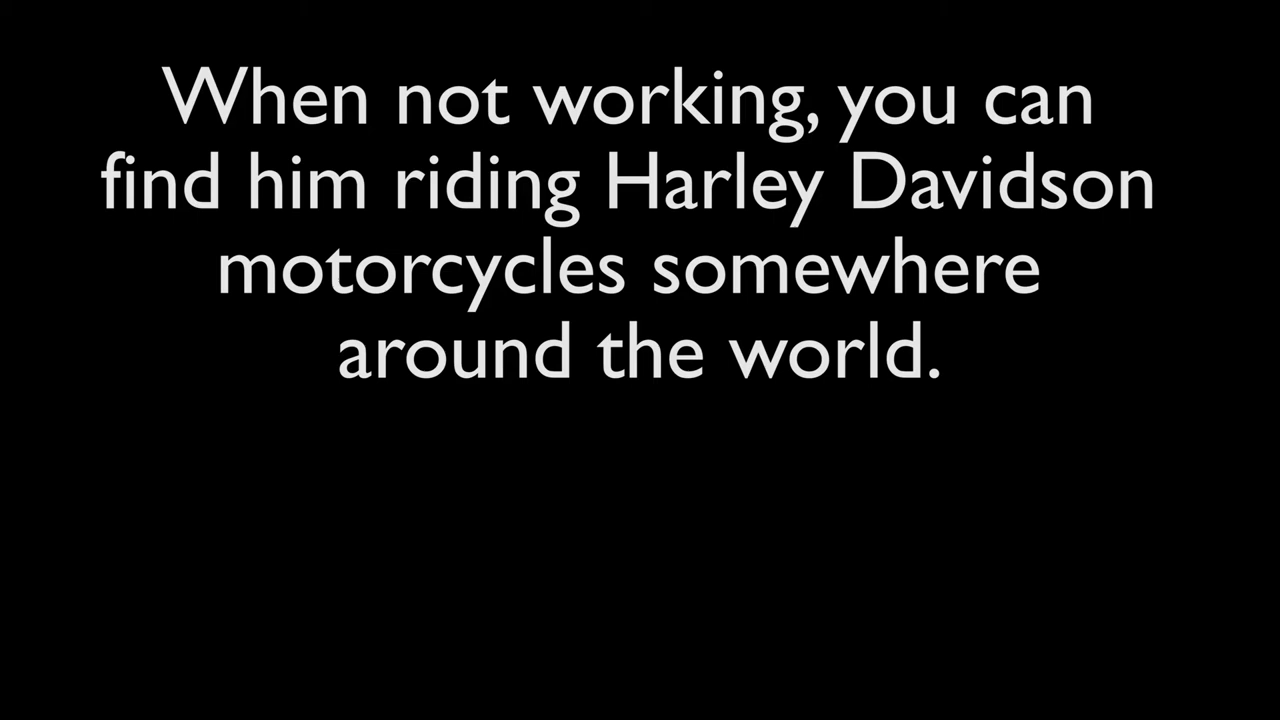 When not working, you can
find him riding Harley Davidson
motorcycles somewhere
around the world.